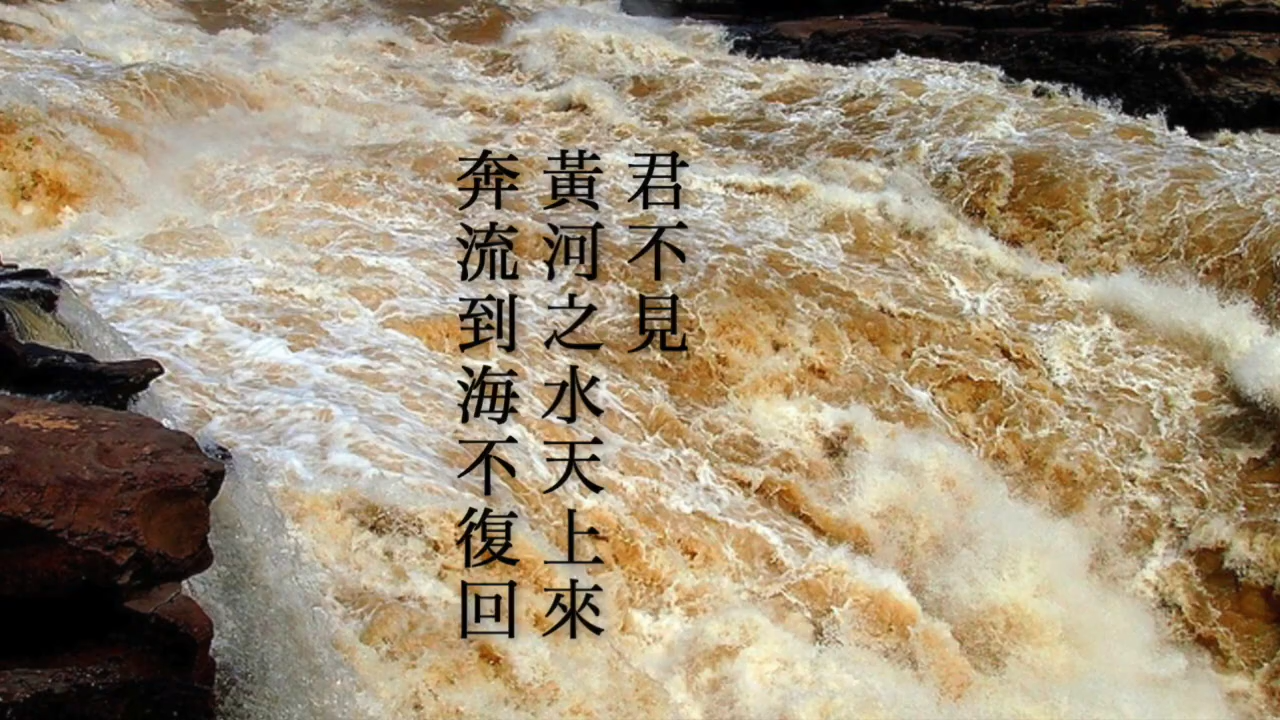 君不見
黃河之水天上來
奔流到海不復回